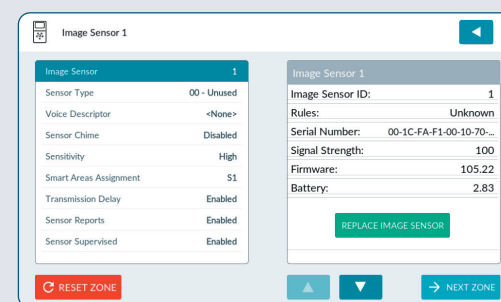 Image Sensor 1
Image Sensor 1
Sensor Type 00 - Unused
Voice Descriptor <None>
Sensor Chime Disabled
Sensitivity High
Smart Areas Assignment S1
Transmission Delay Enabled
Sensor Reports Enabled
Sensor Supervised Enabled
Image Sensor 1
Image Sensor ID: 1
Rules: Unknown
Serial Number: 00-1C-FA-F1-00-10-70-...
Signal Strength: 100
Firmware: 105.22
Battery: 2.83
REPLACE IMAGE SENSOR
RESET ZONE
NEXT ZONE